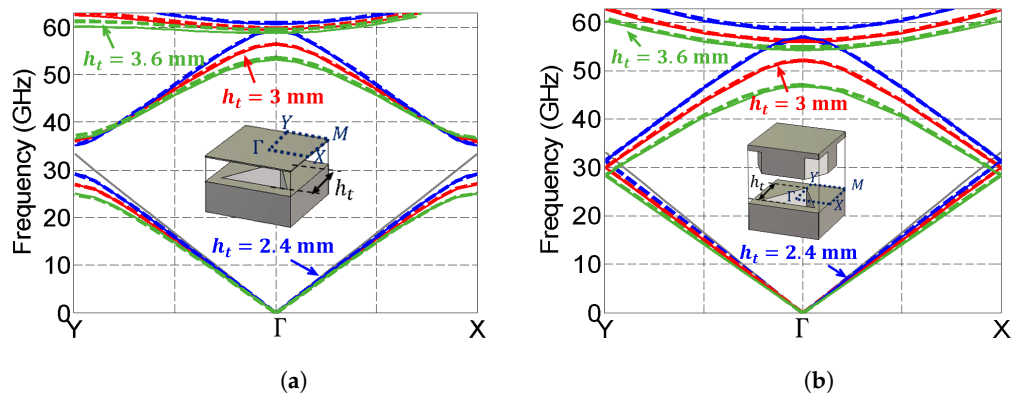 60
50
40
30
20
10
0
Frequency (GHz)
Y
Γ
X
h_t = 3.6 mm
h_t = 3 mm
Y
M
Γ
X
h_t
h_t = 2.4 mm
(a)
60
50
40
30
20
10
0
Frequency (GHz)
Y
Γ
X
h_t = 3.6 mm
h_t = 3 mm
h_t
Y
M
Γ
X
h_t = 2.4 mm
(b)